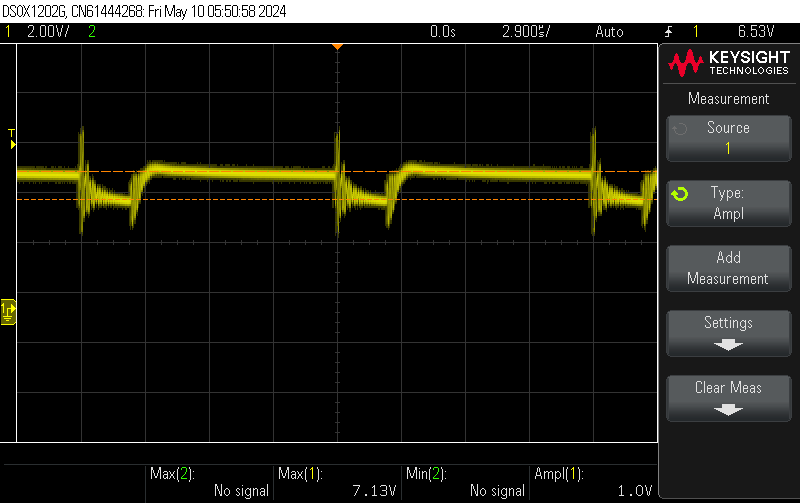 DSOX1202G, CN61444268: Fri May 10 05:50:58 2024
1 2.00V/ 2 0.0s 2.900s/ Auto 1 6.53V
KEYSIGHT
TECHNOLOGIES
Measurement
Source
1
Type:
Ampl
Add
Measurement
Settings
Clear Meas
T
1
Max(2):
No signal
Max(1):
7.13V
Min(2):
No signal
Ampl(1):
1.0V